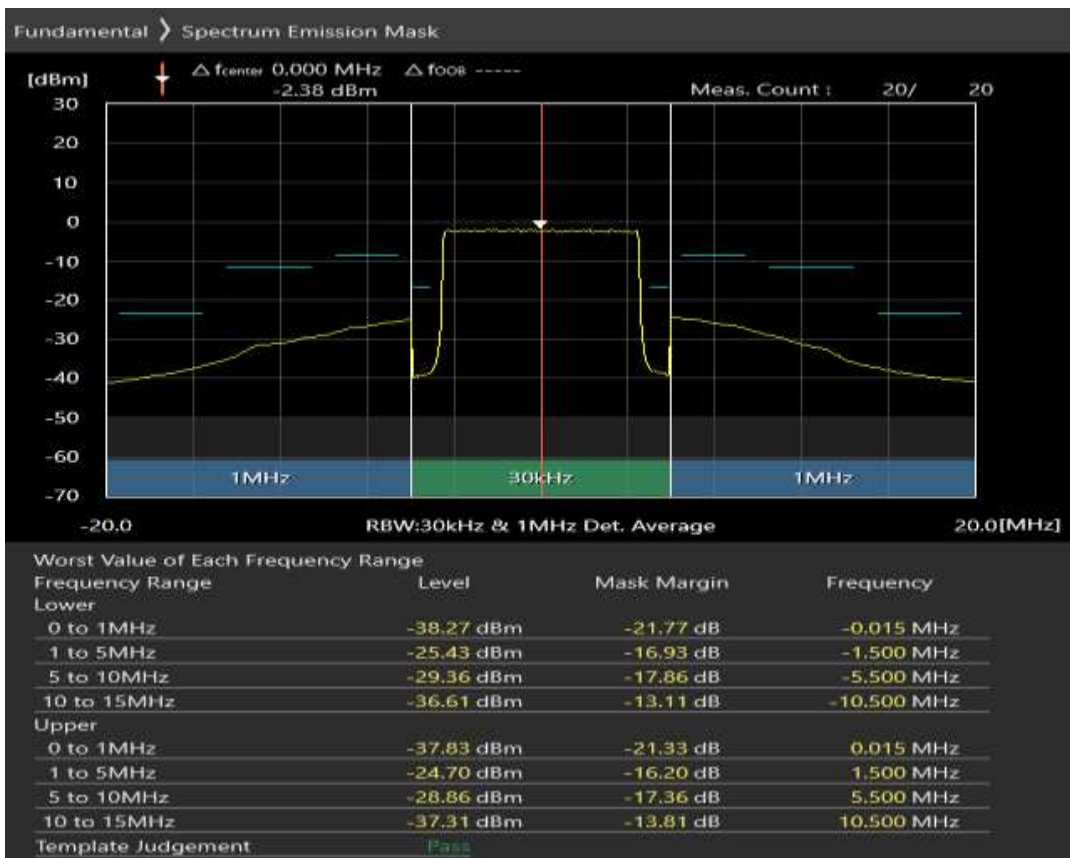 Fundamental ❯ Spectrum Emission Mask
[dBm] Δ fcenter 0.000 MHz Δ fOOB -----
-2.38 dBm Meas. Count : 20/ 20
30
20
10
0
-10
-20
-30
-40
-50
-60
-70
1MHz 30kHz 1MHz
-20.0 RBW:30kHz & 1MHz Det. Average 20.0[MHz]
Worst Value of Each Frequency Range
Frequency Range Level Mask Margin Frequency
Lower
0 to 1MHz -38.27 dBm -21.77 dB -0.015 MHz
1 to 5MHz -25.43 dBm -16.93 dB -1.500 MHz
5 to 10MHz -29.36 dBm -17.86 dB -5.500 MHz
10 to 15MHz -36.61 dBm -13.11 dB -10.500 MHz
Upper
0 to 1MHz -37.83 dBm -21.33 dB 0.015 MHz
1 to 5MHz -24.70 dBm -16.20 dB 1.500 MHz
5 to 10MHz -28.86 dBm -17.36 dB 5.500 MHz
10 to 15MHz -37.31 dBm -13.81 dB 10.500 MHz
Template Judgement Pass